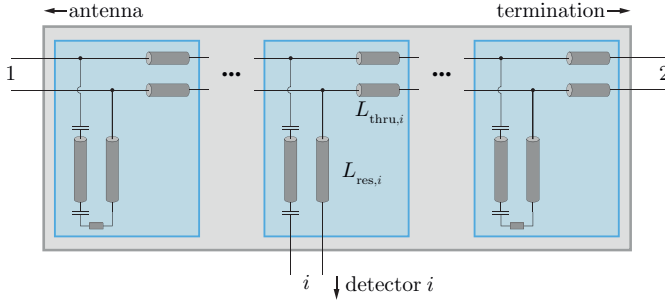 antenna
termination
1
2
...
...
L_thru,i
L_res,i
i
detector i